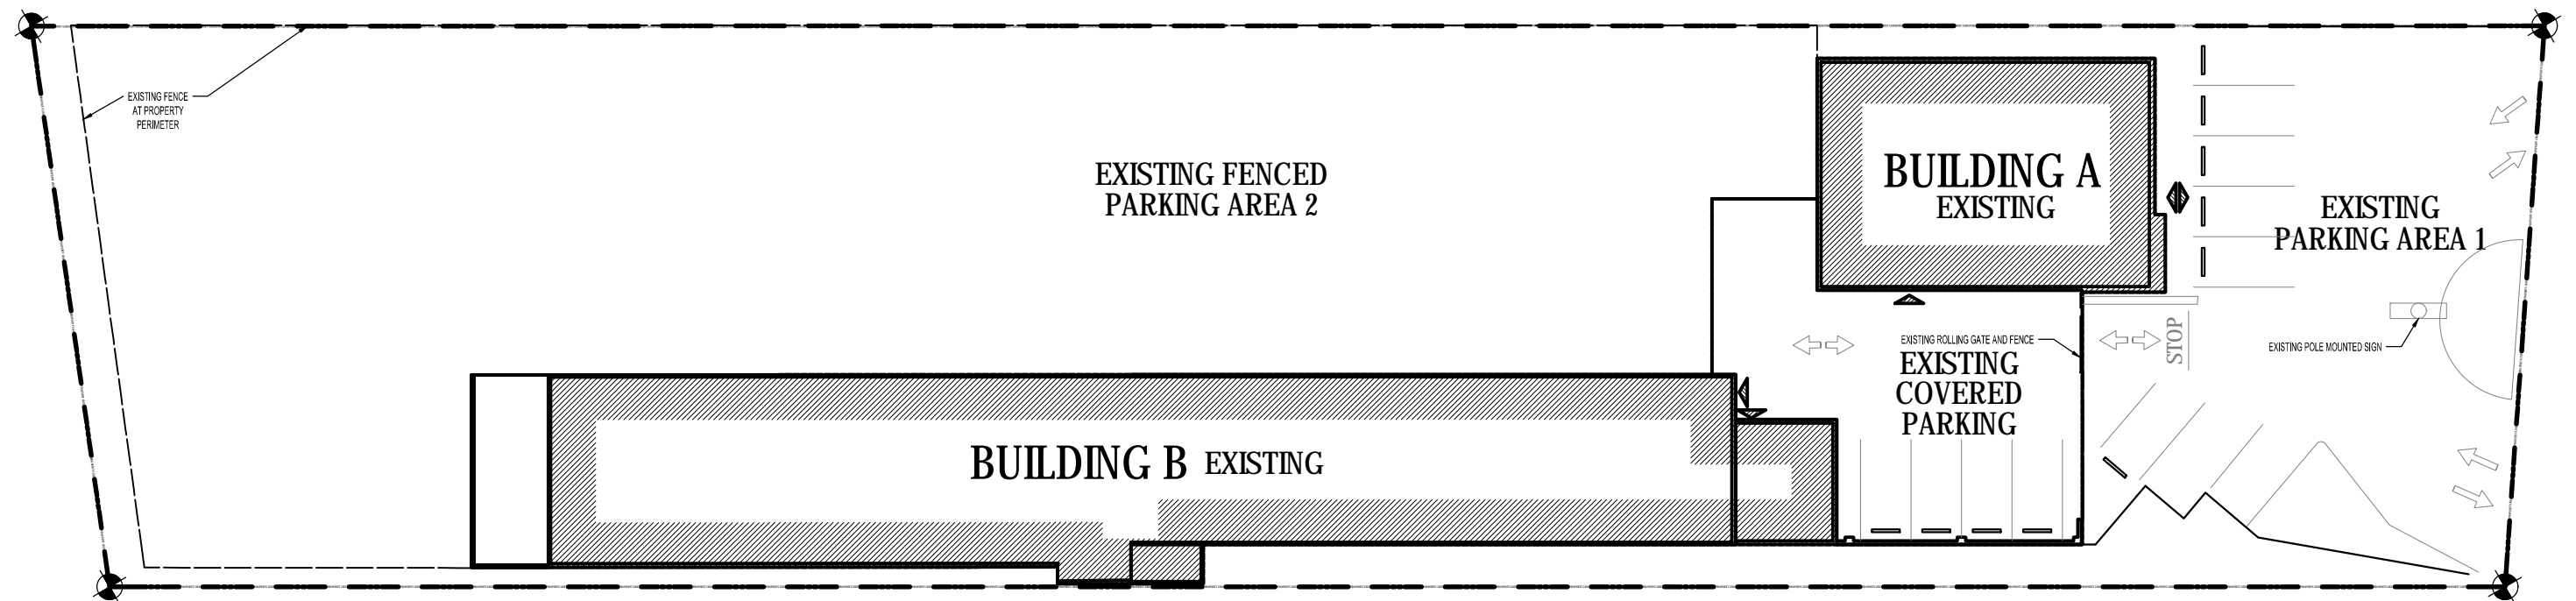 EXISTING FENCE
AT PROPERTY
PERIMETER
EXISTING FENCED
PARKING AREA 2
BUILDING A
EXISTING
EXISTING
PARKING AREA 1
EXISTING ROLLING GATE AND FENCE
EXISTING
COVERED
PARKING
STOP
EXISTING POLE MOUNTED SIGN
BUILDING B EXISTING